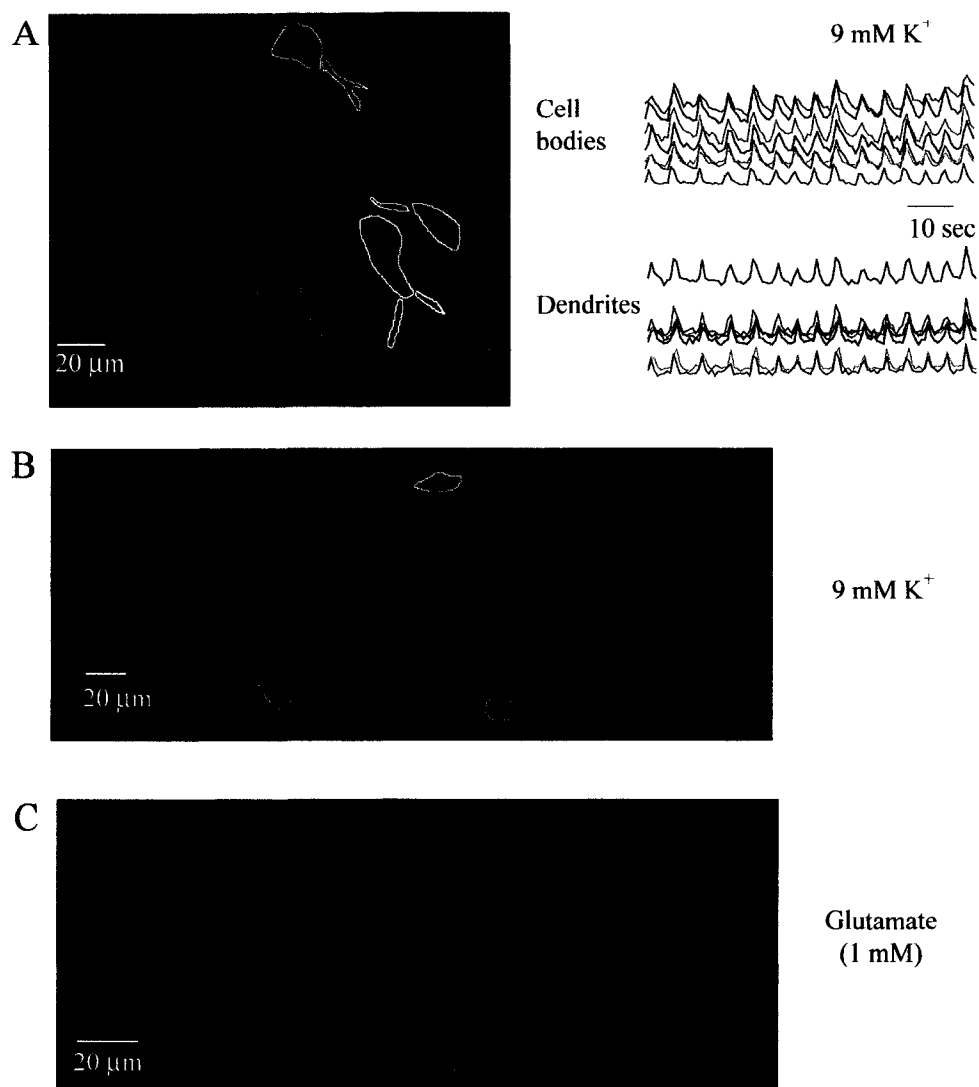 A
9 mM K+
Cell
bodies
10 sec
Dendrites
20 µm
B
9 mM K+
20 µm
C
Glutamate
(1 mM)
20 µm